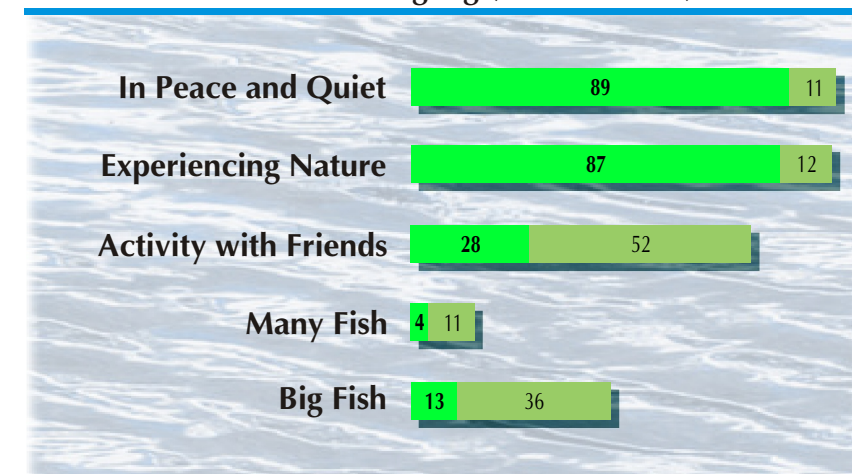 In Peace and Quiet 89 11
Experiencing Nature 87 12
Activity with Friends 28 52
Many Fish 4 11
Big Fish 13 36